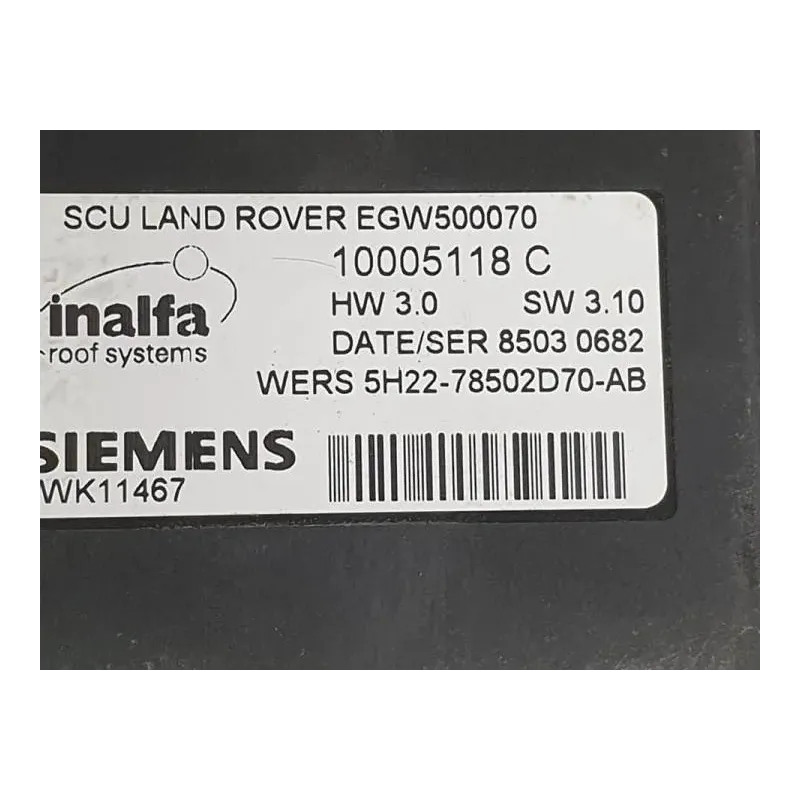 SCU LAND ROVER EGW500070
10005118 C
inalfa
roof systems
HW 3.0 SW 3.10
DATE/SER 8503 0682
WERS 5H22-78502D70-AB
SIEMENS
WK11467